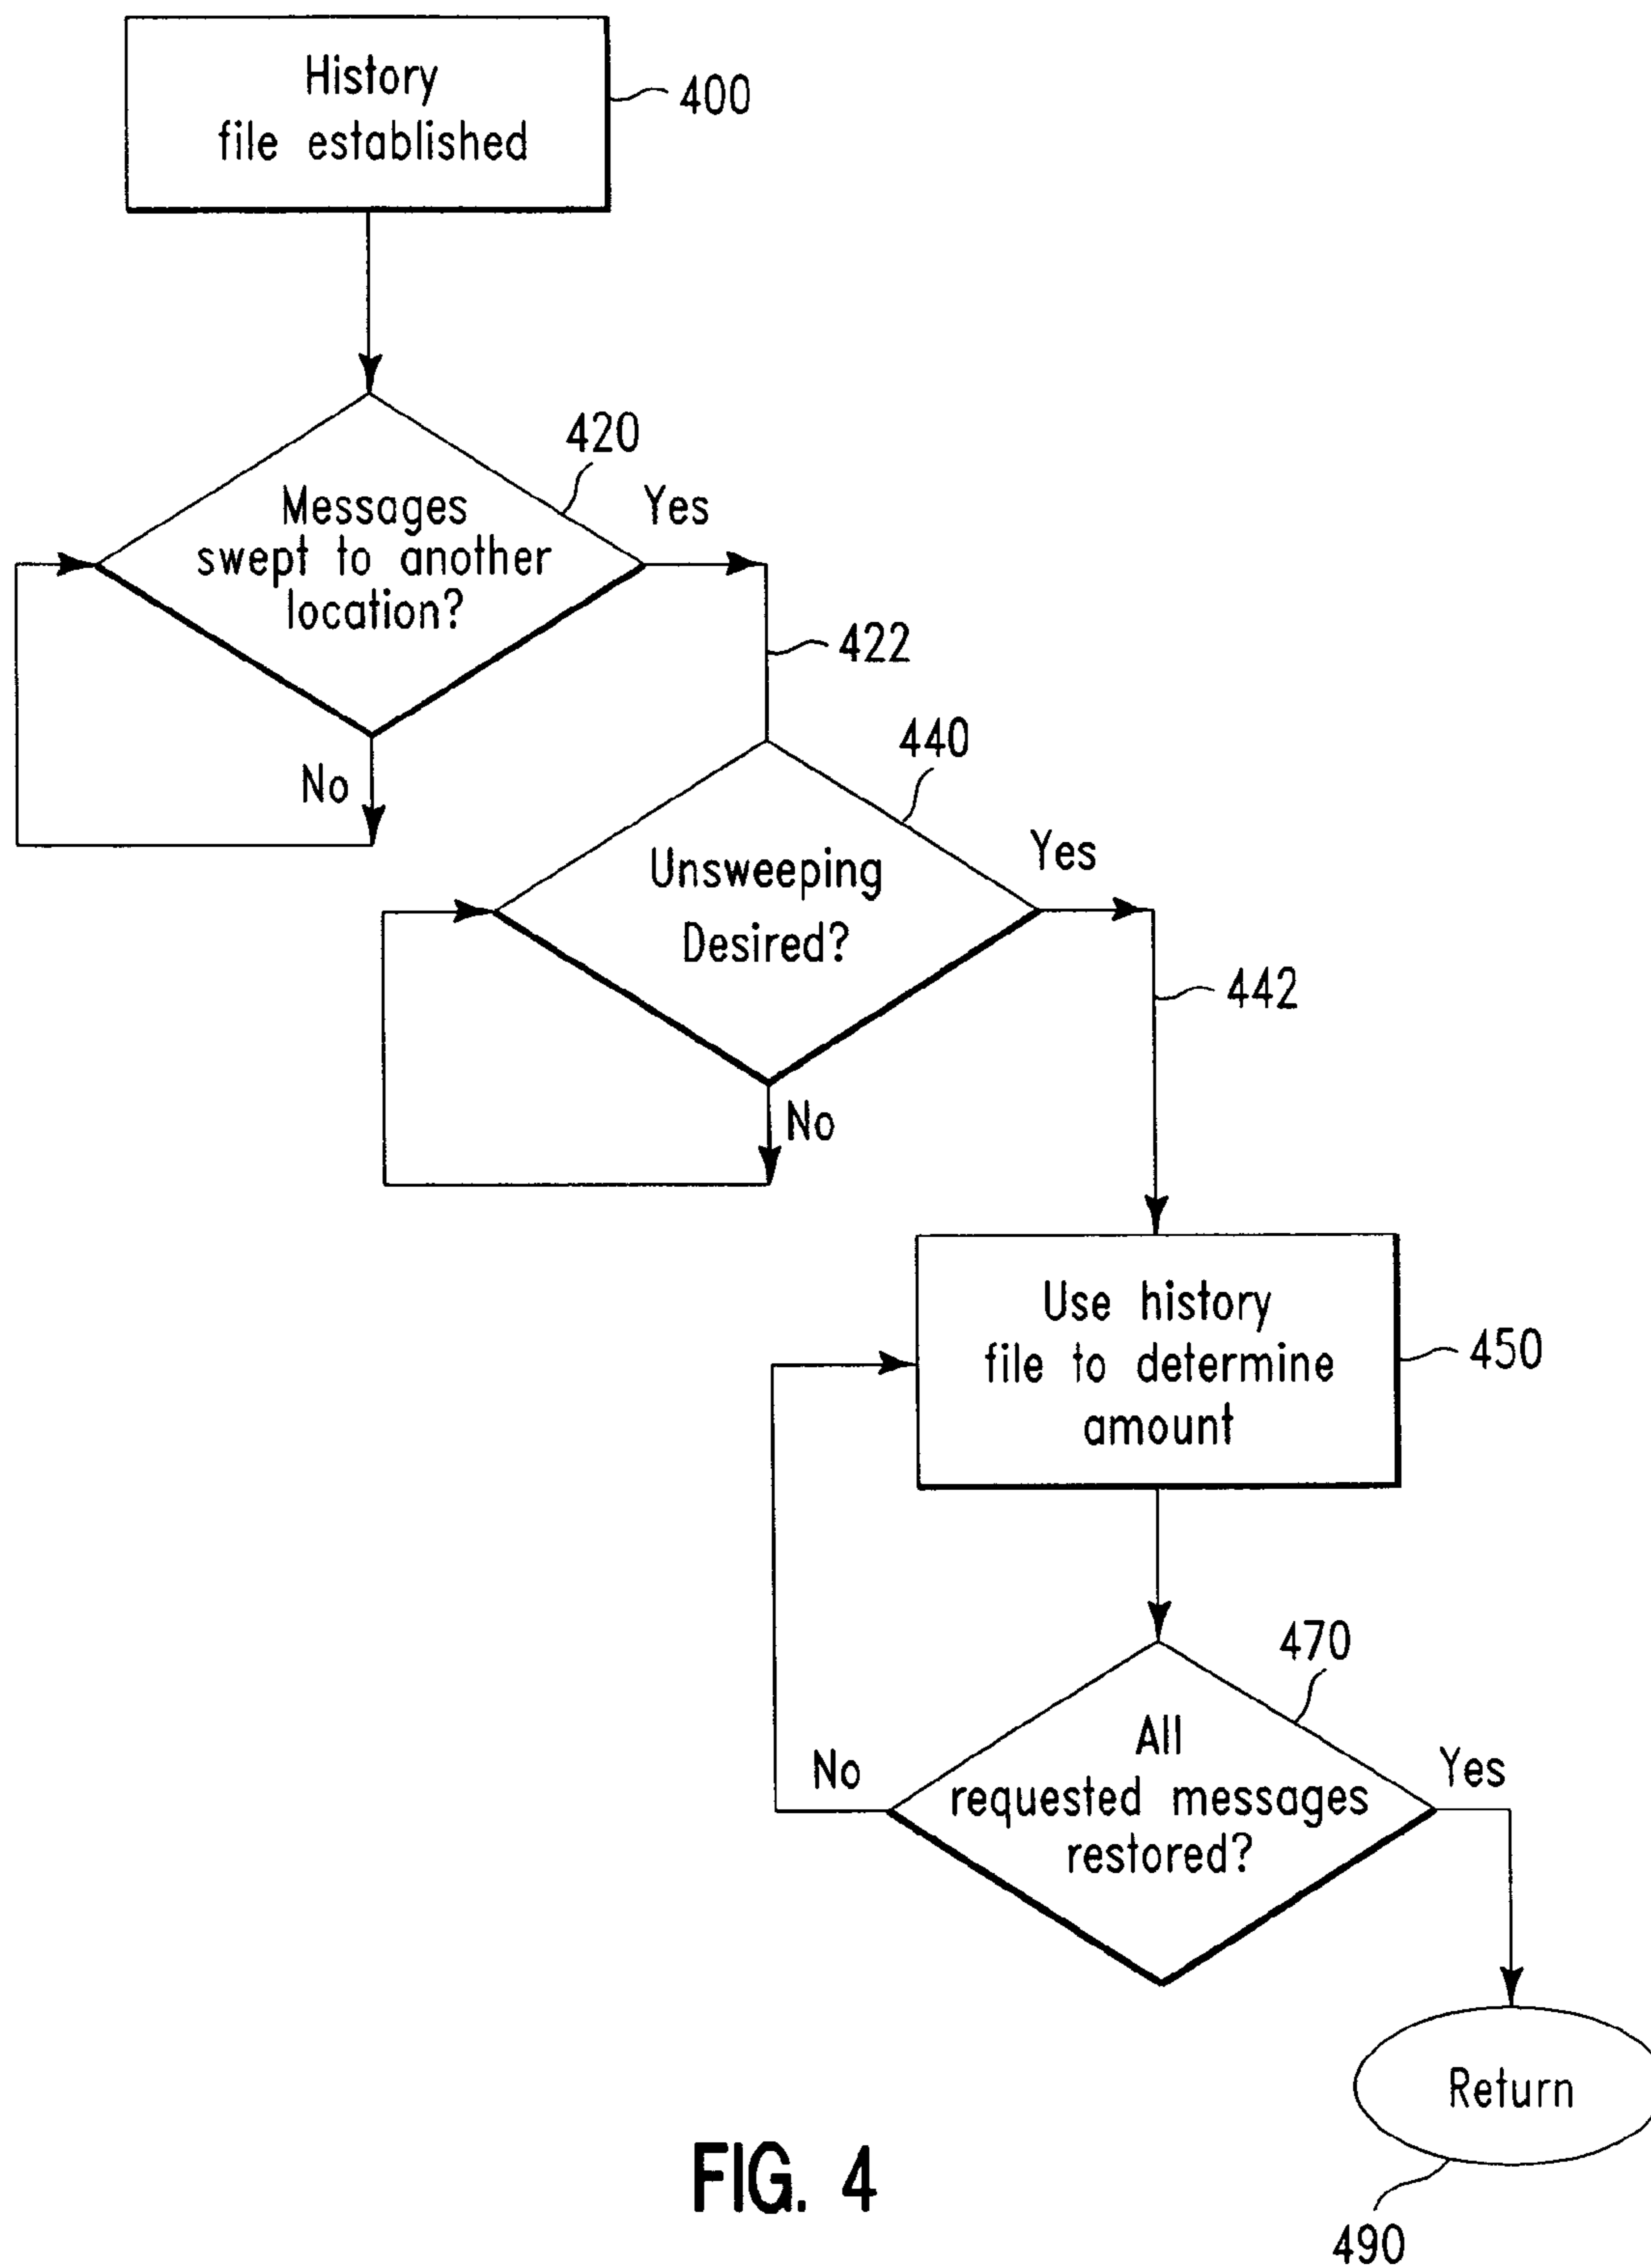 History
file established
400
420
Messages
swept to another
location?
Yes
422
No
440
Unsweeping
Desired?
Yes
442
No
Use history
file to determine
amount
450
470
All
requested messages
restored?
No
Yes
Return
490
FIG. 4